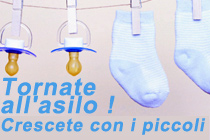 Tornate
all'asilo !
Crescete con i piccoli